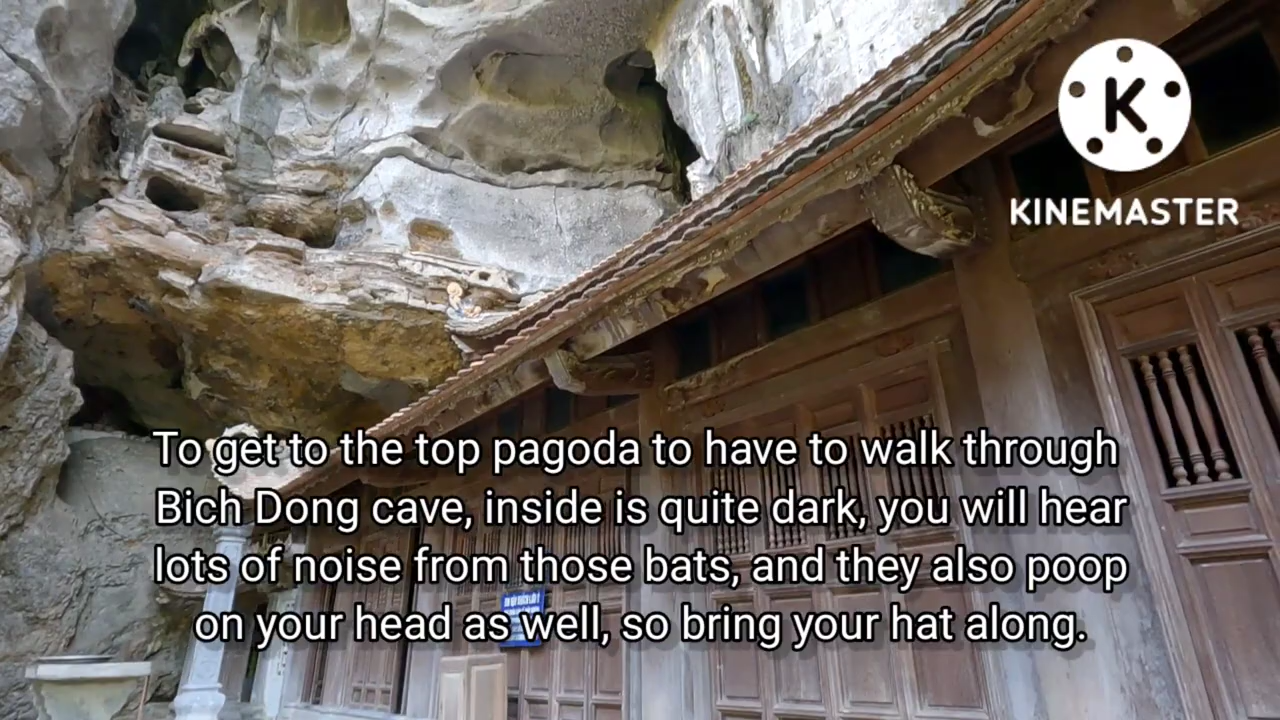 K
KINEMASTER
To get to the top pagoda to have to walk through
Bich Dong cave, inside is quite dark, you will hear
lots of noise from those bats, and they also poop
on your head as well, so bring your hat along.